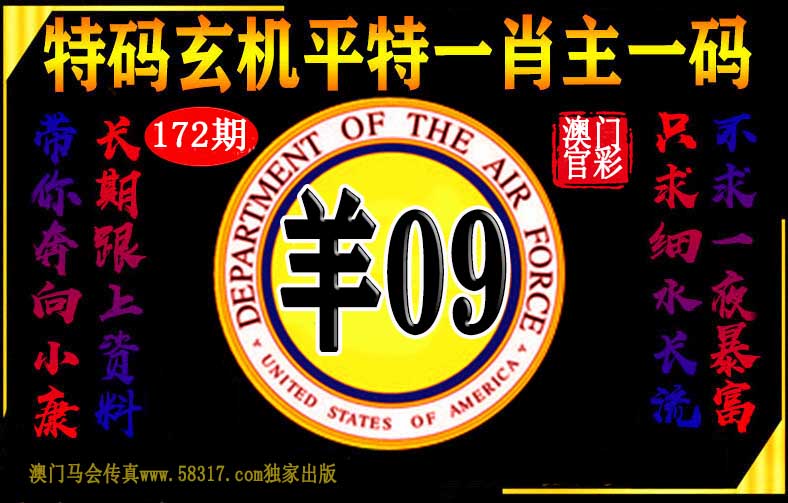 特码玄机平特一肖主一码
172期
澳门
官彩
不求一夜暴富
只求细水长流
长期跟上资料
带你奔向小康
DEPARTMENT OF THE AIR FORCE
羊09
UNITED STATES OF AMERICA
澳门马会传真www.58317.com独家出版